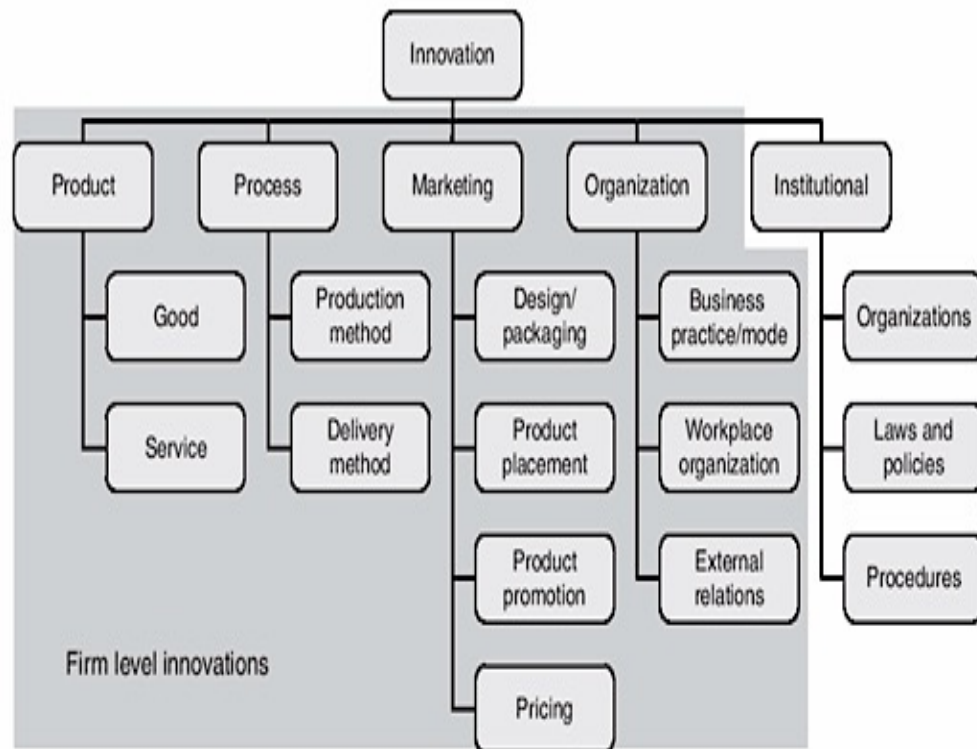 Innovation
Product
Process
Marketing
Organization
Institutional
Good
Production
method
Design/
packaging
Business
practice/mode
Organizations
Service
Delivery
method
Product
placement
Workplace
organization
Laws and
policies
Product
promotion
External
relations
Procedures
Firm level innovations
Pricing